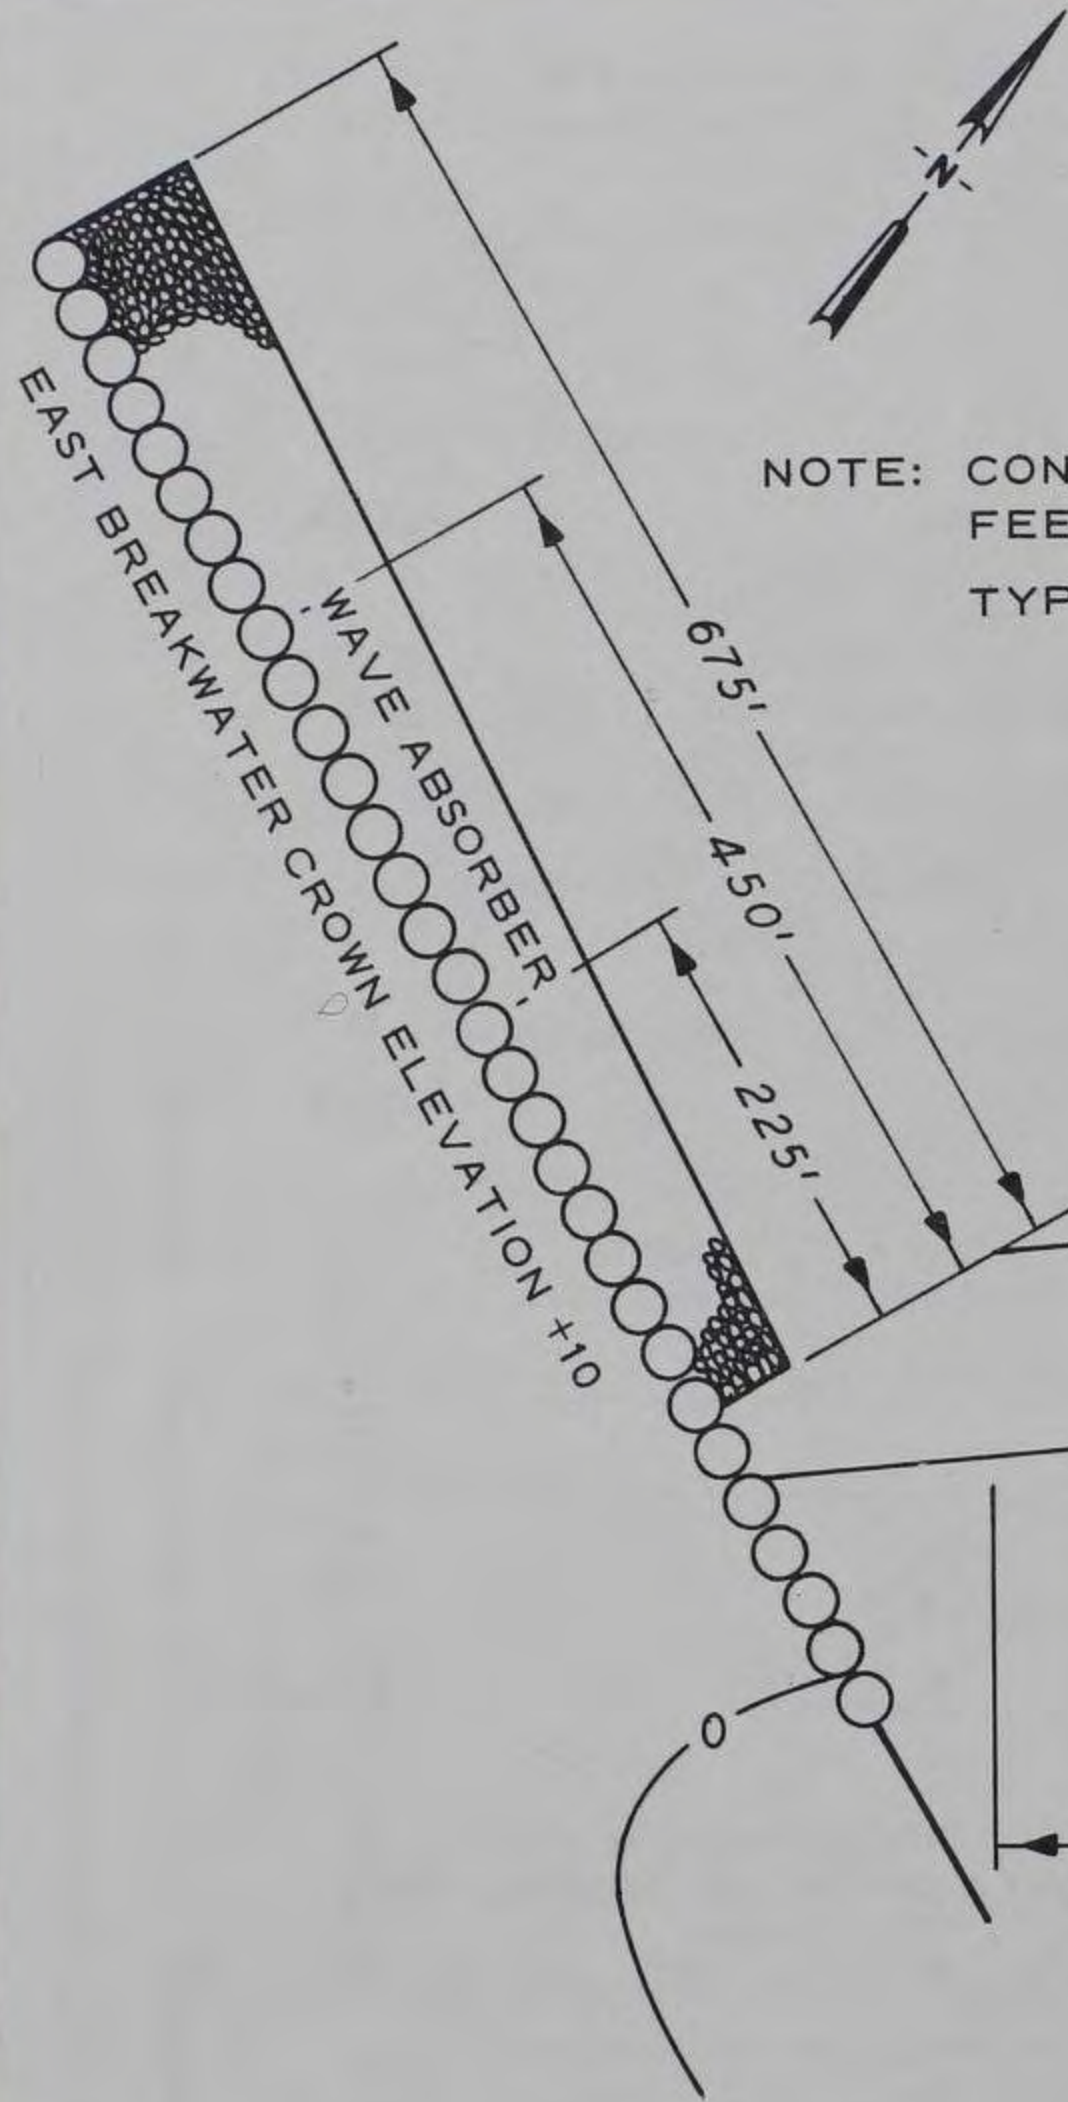 N
NOTE: CON
FEE
TYP
EAST BREAKWATER CROWN ELEVATION +10
WAVE ABSORBER
675'
450'
225'
0